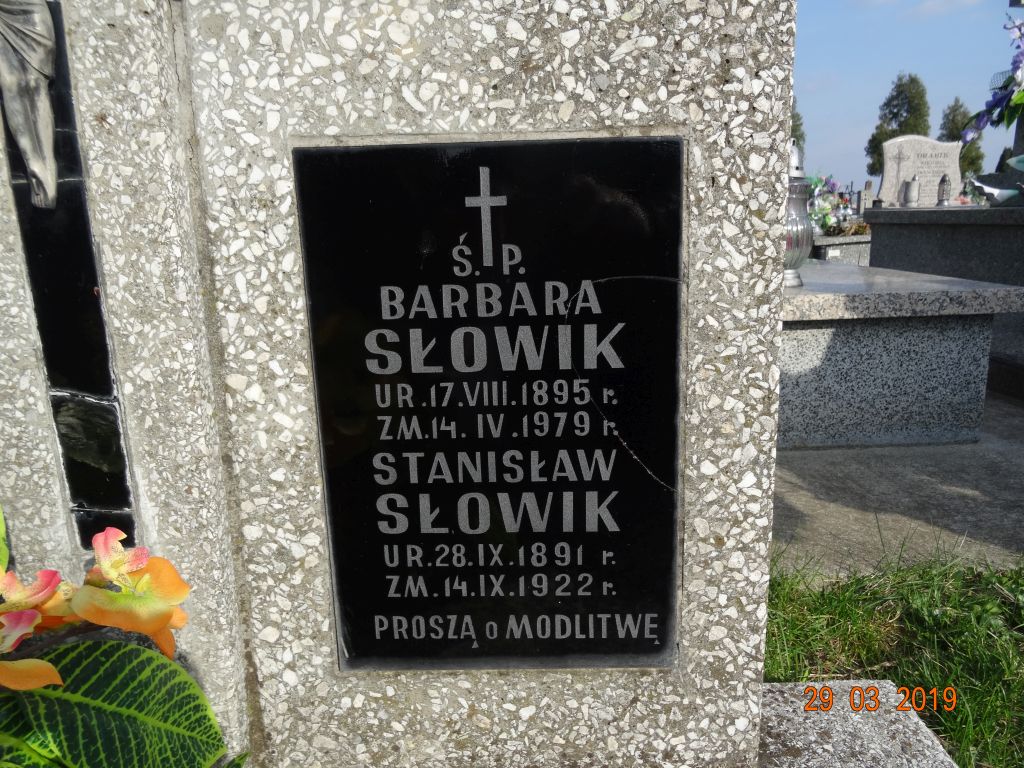 Ś. P.
BARBARA
SŁOWIK
UR.17.VIII.1895 r.
ZM.14.IV.1979 r.
STANISŁAW
SŁOWIK
UR.28.IX.1891 r.
ZM.14.IX.1922 r.
PROSZĄ o MODLITWĘ
29 03 2019